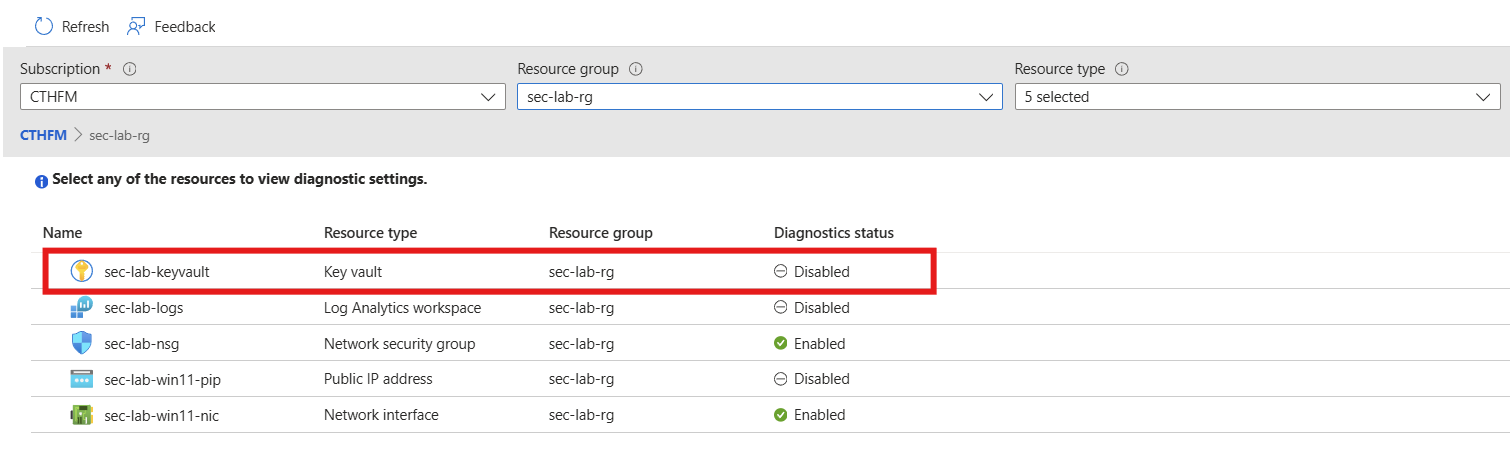 Refresh Feedback
Subscription * Resource group Resource type
CTHFM sec-lab-rg 5 selected
CTHFM > sec-lab-rg
Select any of the resources to view diagnostic settings.
Name Resource type Resource group Diagnostics status
sec-lab-keyvault Key vault sec-lab-rg Disabled
sec-lab-logs Log Analytics workspace sec-lab-rg Disabled
sec-lab-nsg Network security group sec-lab-rg Enabled
sec-lab-win11-pip Public IP address sec-lab-rg Disabled
sec-lab-win11-nic Network interface sec-lab-rg Enabled